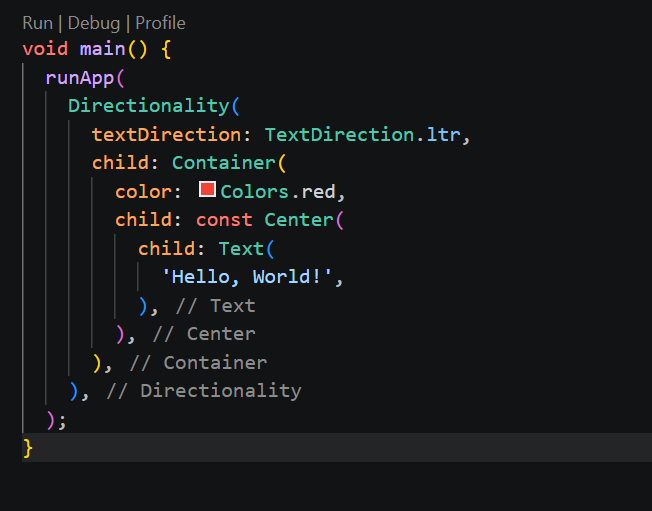 Run | Debug | Profile
void main() {
  runApp(
    Directionality(
      textDirection: TextDirection.ltr,
      child: Container(
        color: Colors.red,
        child: const Center(
          child: Text(
            'Hello, World!',
          ), // Text
        ), // Center
      ), // Container
    ), // Directionality
  );
}